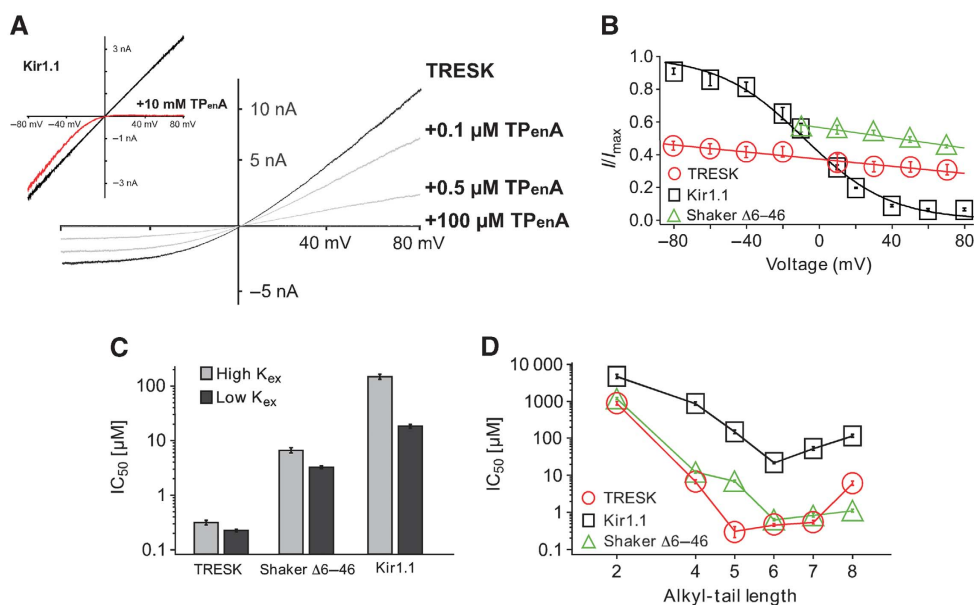 A
Kir1.1
3 nA
+10 mM TPenA
−80 mV
−40 mV
80 mV
−1 nA
−3 nA
TRESK
10 nA
+0.1 µM TPenA
5 nA
+0.5 µM TPenA
+100 µM TPenA
40 mV
80 mV
−5 nA
B
I/Imax
1.0
0.8
0.6
0.4
0.2
0.0
TRESK
Kir1.1
Shaker Δ6–46
−80
−40
0
40
80
Voltage (mV)
C
High Kex
Low Kex
IC50 [µM]
100
10
1
0.1
TRESK
Shaker Δ6–46
Kir1.1
D
IC50 [µM]
10 000
1000
100
10
1
0.1
TRESK
Kir1.1
Shaker Δ6–46
2
4
5
6
7
8
Alkyl-tail length